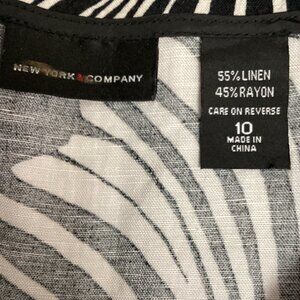 NEW YORK & COMPANY
55% LINEN
45% RAYON
CARE ON REVERSE
10
MADE IN
CHINA